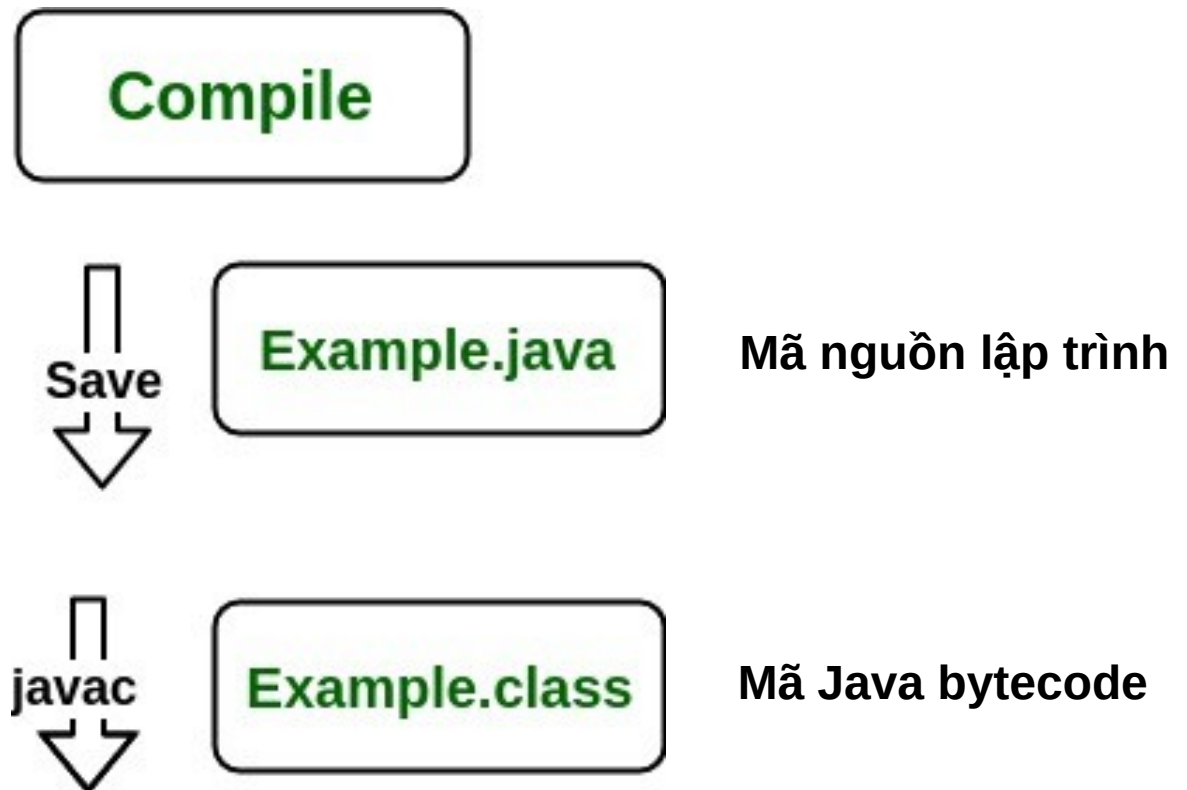 Compile
Save
Example.java
Mã nguồn lập trình
javac
Example.class
Mã Java bytecode